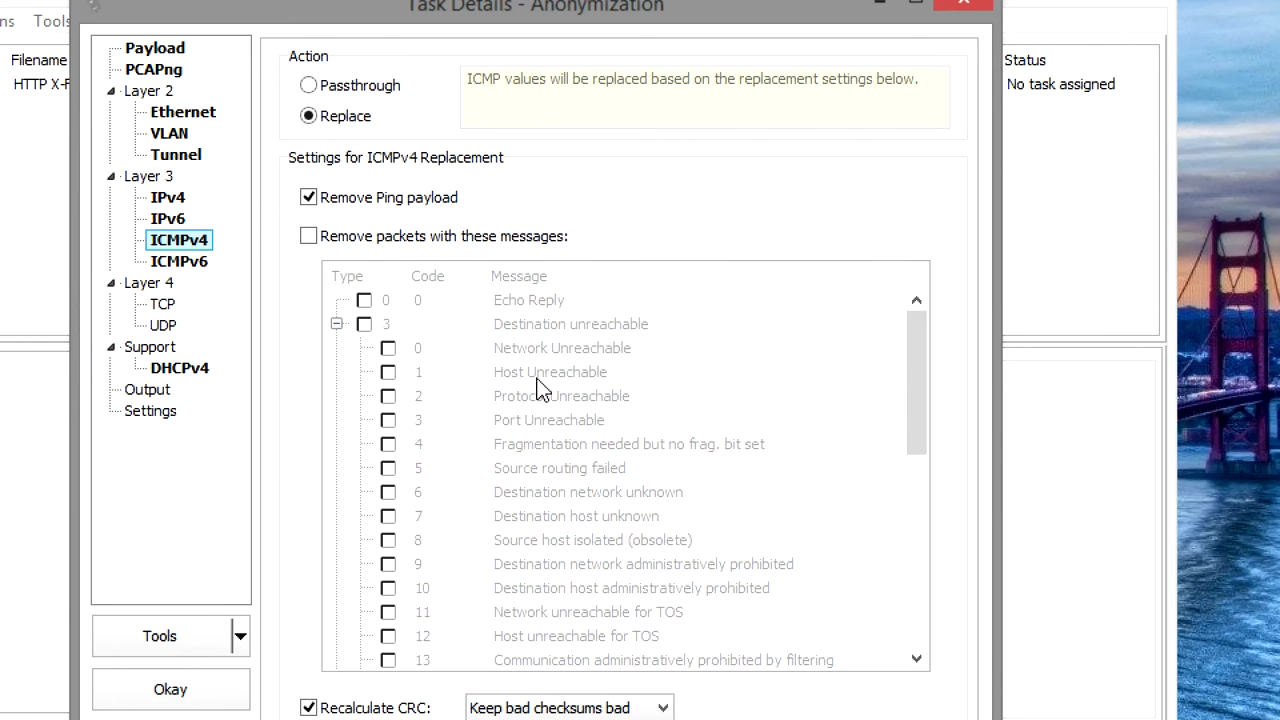 Task Details - Anonymization
ns Tools
Filename
HTTP X-F
Payload
PCAPng
Layer 2
Ethernet
VLAN
Tunnel
Layer 3
IPv4
IPv6
ICMPv4
ICMPv6
Layer 4
TCP
UDP
Support
DHCPv4
Output
Settings
Tools
Okay
Action
Passthrough
Replace
ICMP values will be replaced based on the replacement settings below.
Settings for ICMPv4 Replacement
Remove Ping payload
Remove packets with these messages:
Type Code Message
0 0 Echo Reply
3 Destination unreachable
0 Network Unreachable
1 Host Unreachable
2 Protocol Unreachable
3 Port Unreachable
4 Fragmentation needed but no frag. bit set
5 Source routing failed
6 Destination network unknown
7 Destination host unknown
8 Source host isolated (obsolete)
9 Destination network administratively prohibited
10 Destination host administratively prohibited
11 Network unreachable for TOS
12 Host unreachable for TOS
13 Communication administratively prohibited by filtering
Recalculate CRC: Keep bad checksums bad
Status
No task assigned